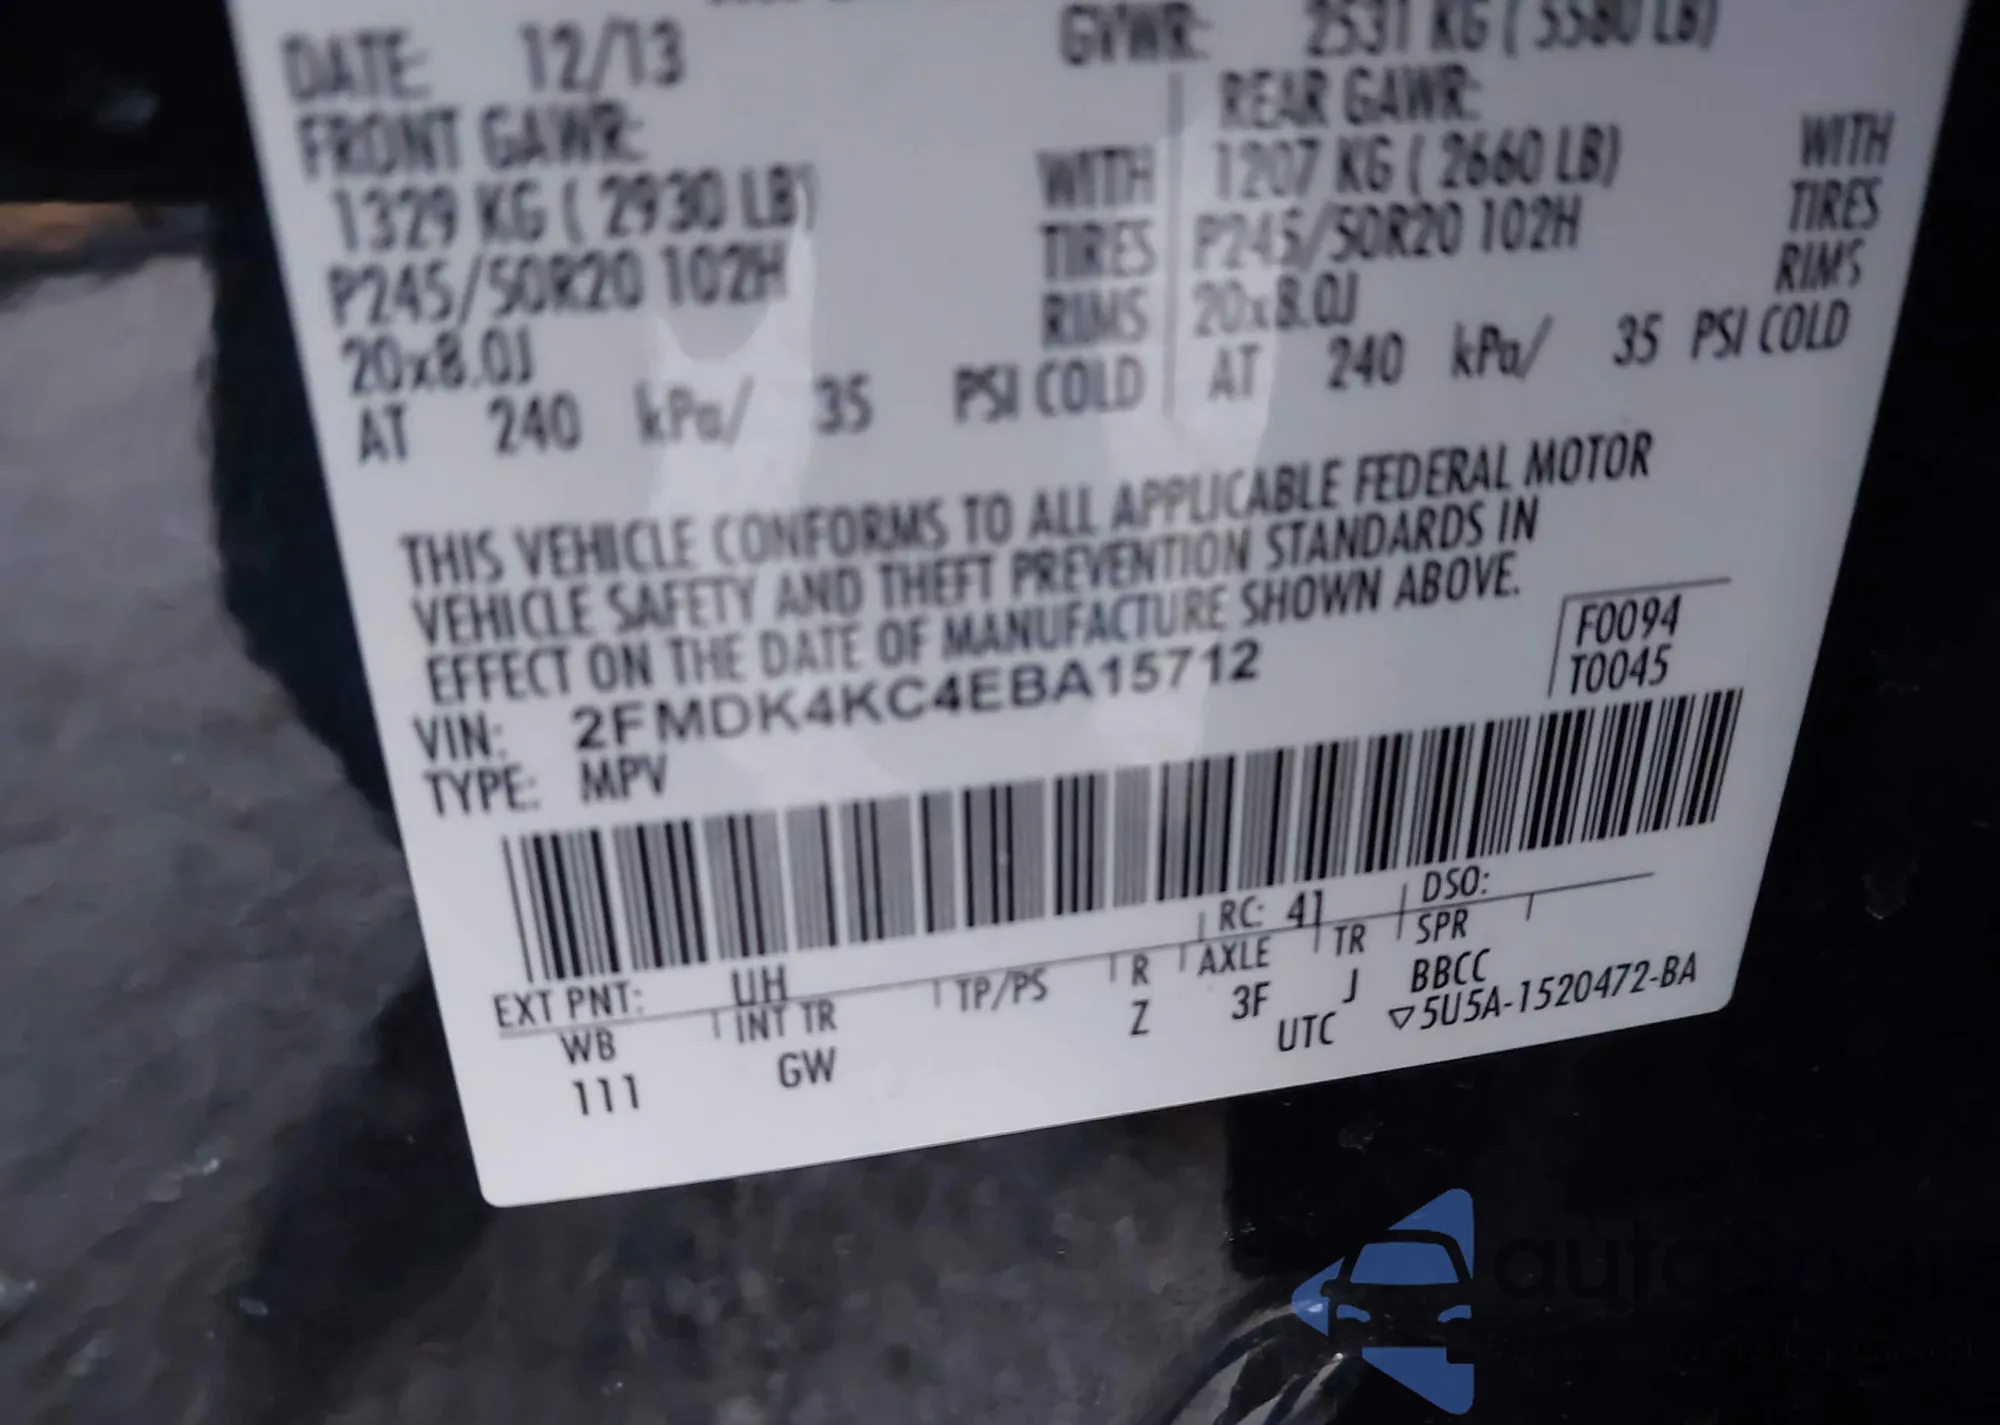 DATE: 12/13 GVWR: 2531 KG ( 5580 LB)
FRONT GAWR: REAR GAWR:
1329 KG ( 2930 LB) WITH 1207 KG ( 2660 LB) WITH
P245/50R20 102H TIRES P245/50R20 102H TIRES
20x8.0J RIMS 20x8.0J RIMS
AT 240 kPa/ 35 PSI COLD AT 240 kPa/ 35 PSI COLD
THIS VEHICLE CONFORMS TO ALL APPLICABLE FEDERAL MOTOR
VEHICLE SAFETY AND THEFT PREVENTION STANDARDS IN
EFFECT ON THE DATE OF MANUFACTURE SHOWN ABOVE.
VIN: 2FMDK4KC4EBA15712 F0094
TYPE: MPV T0045
EXT PNT: UH RC: 41 DSO:
WB INT TR TP/PS R AXLE TR SPR
111 GW Z 3F J BBCC
UTC ▽5U5A-1520472-BA